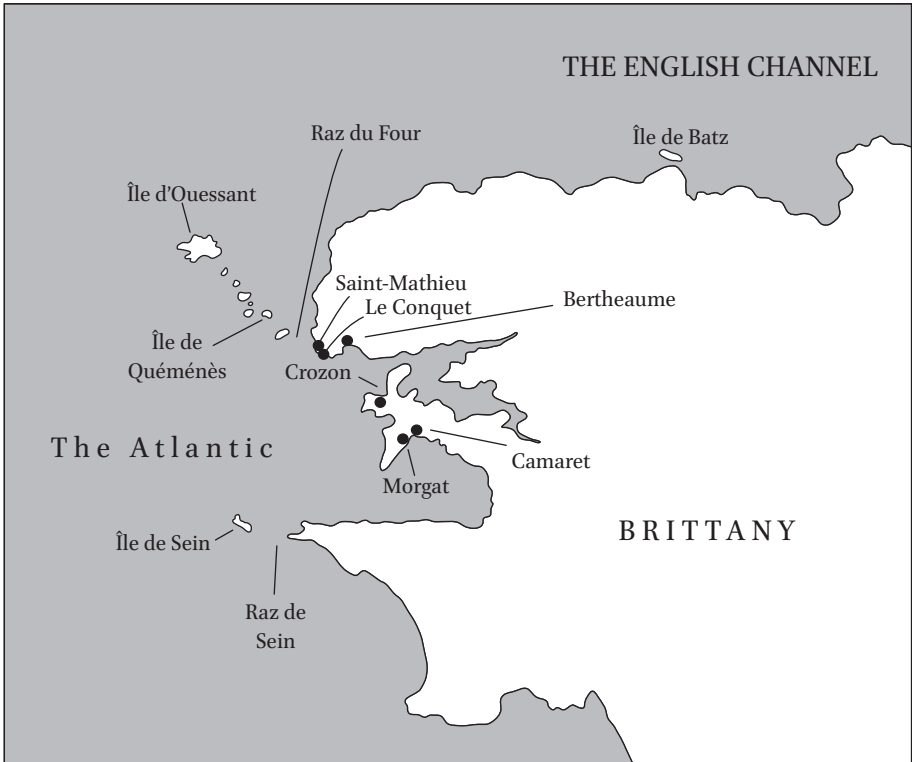 THE ENGLISH CHANNEL
Raz du Four
Île de Batz
Île d'Ouessant
Saint-Mathieu
Le Conquet
Bertheaume
Île de
Quéménès
Crozon
The Atlantic
Camaret
Morgat
BRITTANY
Île de Sein
Raz de
Sein